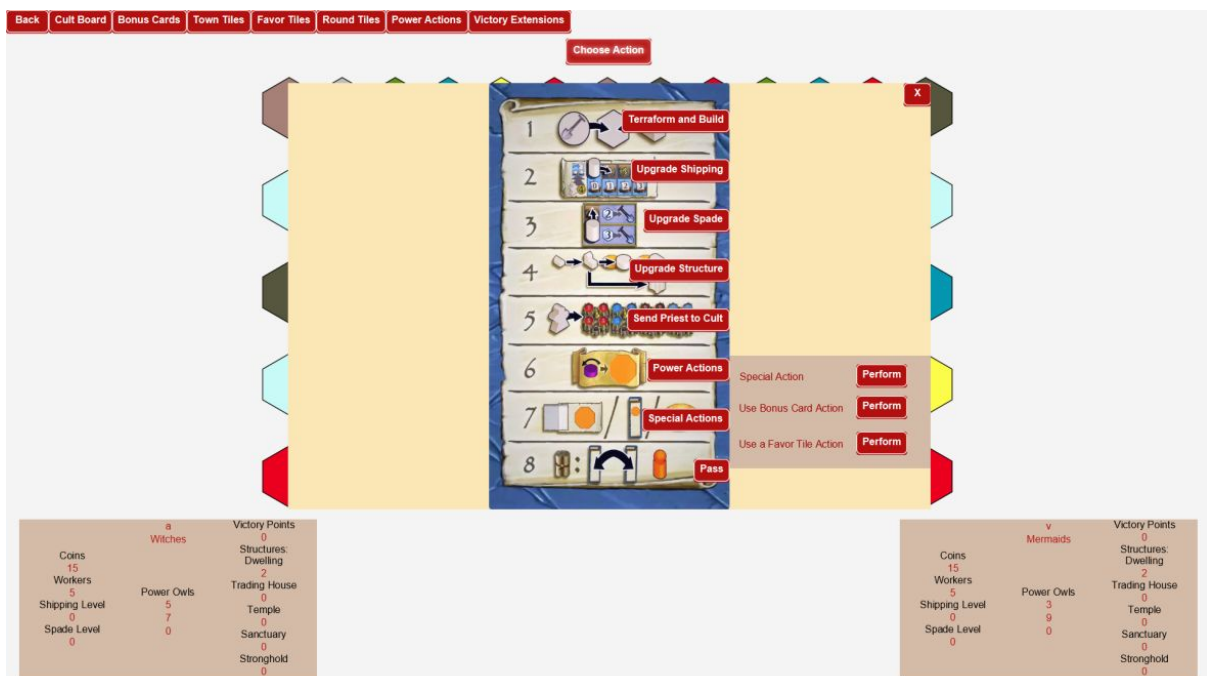 Back Cult Board Bonus Cards Town Tiles Favor Tiles Round Tiles Power Actions Victory Extensions
Choose Action
X
1 Terraform and Build
2 Upgrade Shipping
0 1 2 3
3 Upgrade Spade
2
3
4 Upgrade Structure
5 Send Priest to Cult
6 Power Actions
7 Special Actions
8 Pass
Special Action Perform
Use Bonus Card Action Perform
Use a Favor Tile Action Perform
a
Witches
Coins
15
Workers
5
Shipping Level
0
Spade Level
0
Power Owls
5
7
0
Victory Points
0
Structures:
Dwelling
2
Trading House
0
Temple
0
Sanctuary
0
Stronghold
0
v
Mermaids
Coins
15
Workers
5
Shipping Level
0
Spade Level
0
Power Owls
3
9
0
Victory Points
0
Structures:
Dwelling
2
Trading House
0
Temple
0
Sanctuary
0
Stronghold
0